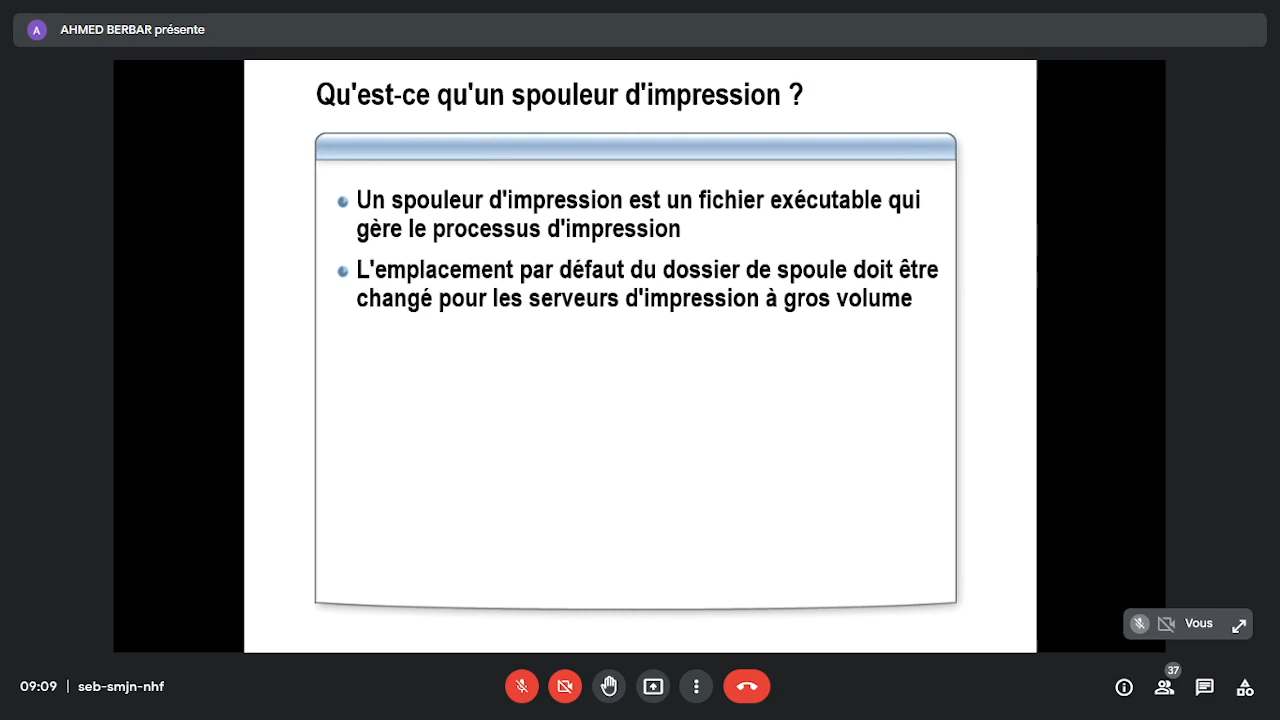 A
AHMED BERBAR présente
Qu'est-ce qu'un spouleur d'impression ?
Un spouleur d'impression est un fichier exécutable qui
gère le processus d'impression
L'emplacement par défaut du dossier de spoule doit être
changé pour les serveurs d'impression à gros volume
Vous
09:09 | seb-smjn-nhf
37